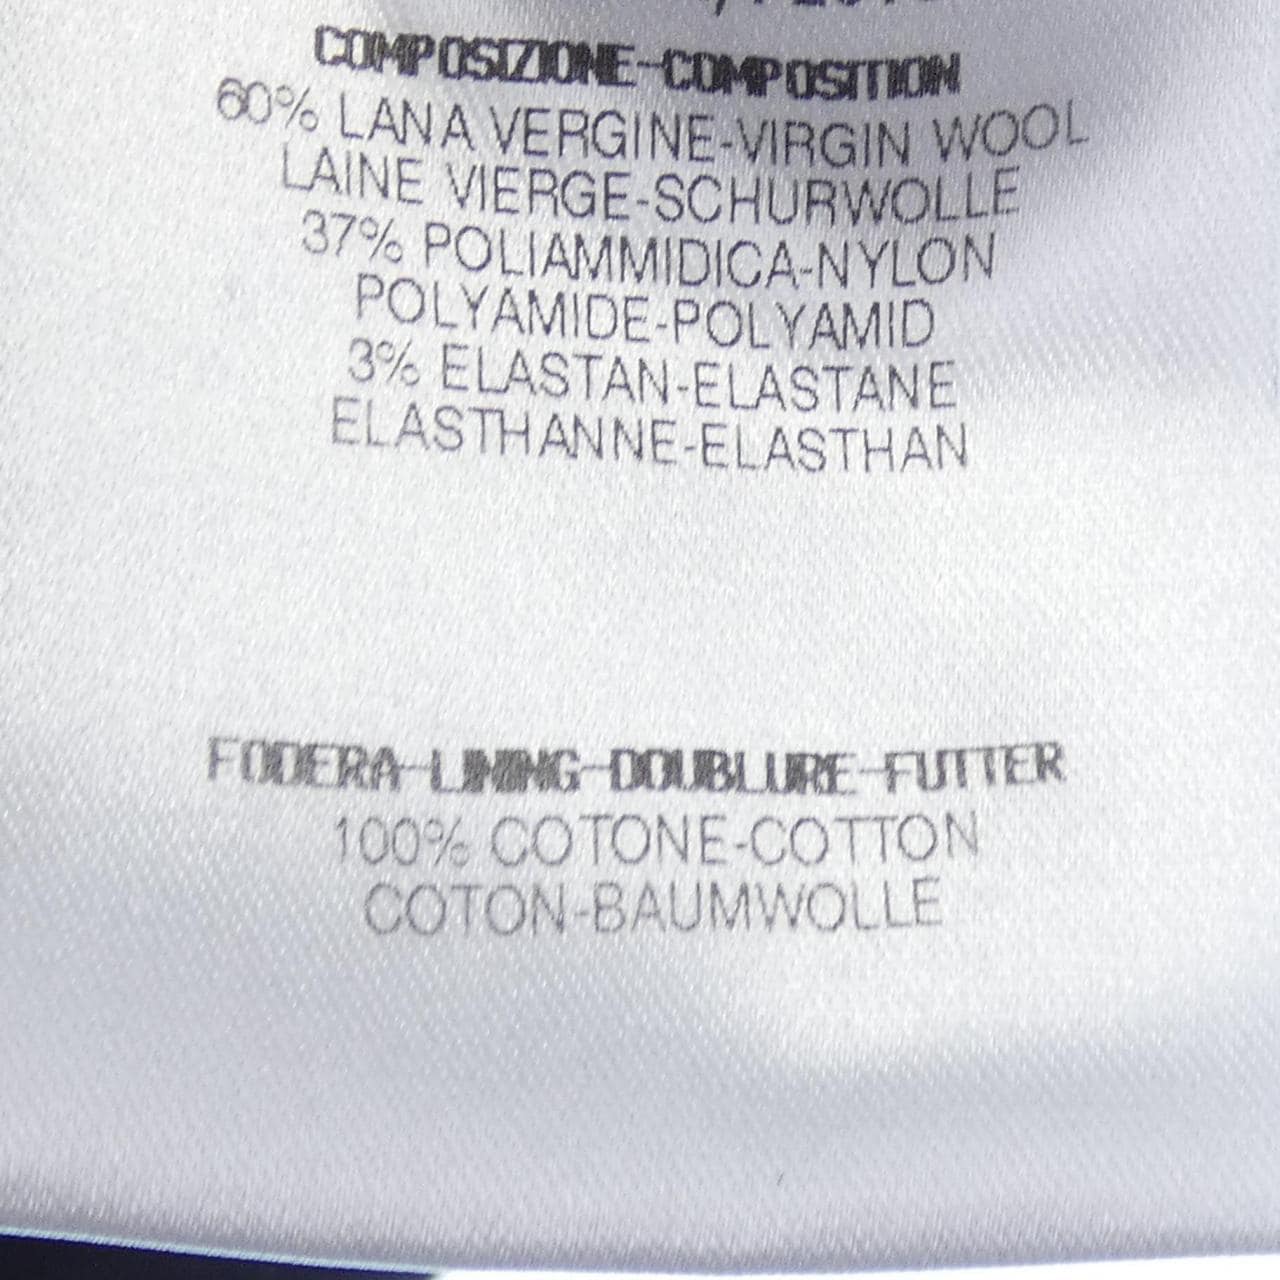 COMPOSIZIONE-COMPOSITION
60% LANA VERGINE-VIRGIN WOOL
LAINE VIERGE-SCHURWOLLE
37% POLIAMMIDICA-NYLON
POLYAMIDE-POLYAMID
3% ELASTAN-ELASTANE
ELASTHANNE-ELASTHAN
FODERA-LINING-DOUBLURE-FUTTER
100% COTONE-COTTON
COTON-BAUMWOLLE